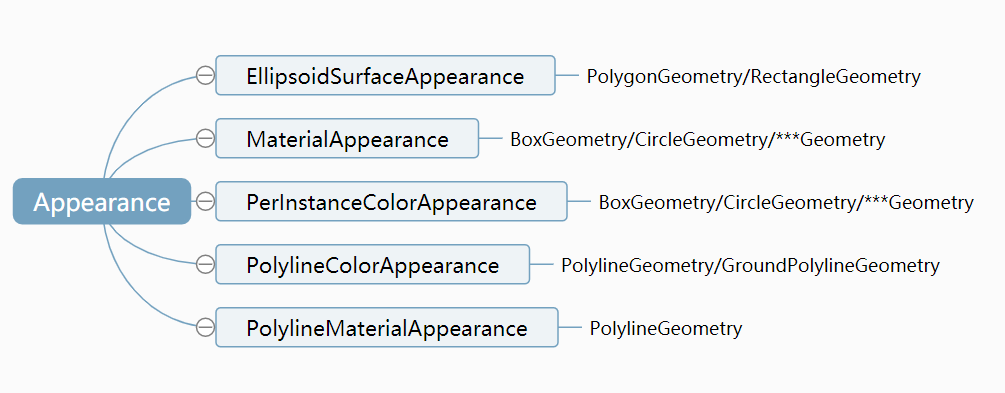 Appearance
EllipsoidSurfaceAppearance
PolygonGeometry/RectangleGeometry
MaterialAppearance
BoxGeometry/CircleGeometry/***Geometry
PerInstanceColorAppearance
BoxGeometry/CircleGeometry/***Geometry
PolylineColorAppearance
PolylineGeometry/GroundPolylineGeometry
PolylineMaterialAppearance
PolylineGeometry